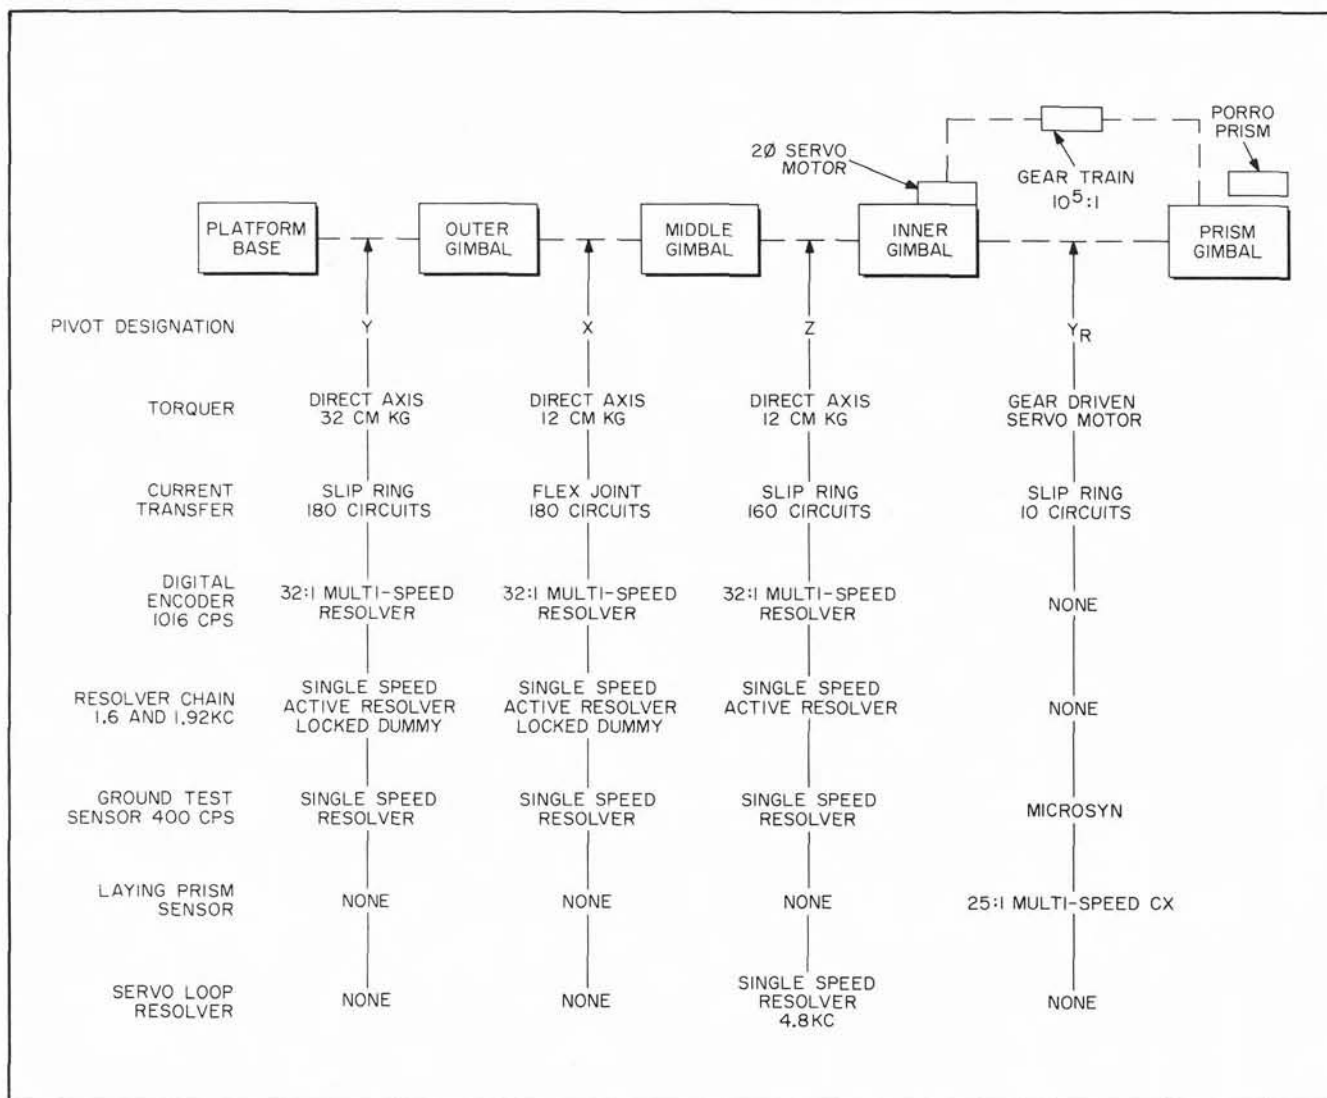 PORRO
PRISM
2Ø SERVO
MOTOR
GEAR TRAIN
10⁵:1
PLATFORM
BASE
OUTER
GIMBAL
MIDDLE
GIMBAL
INNER
GIMBAL
PRISM
GIMBAL
PIVOT DESIGNATION
Y
X
Z
Y_R
TORQUER
DIRECT AXIS
32 CM KG
DIRECT AXIS
12 CM KG
DIRECT AXIS
12 CM KG
GEAR DRIVEN
SERVO MOTOR
CURRENT
TRANSFER
SLIP RING
180 CIRCUITS
FLEX JOINT
180 CIRCUITS
SLIP RING
160 CIRCUITS
SLIP RING
10 CIRCUITS
DIGITAL
ENCODER
1016 CPS
32:1 MULTI-SPEED
RESOLVER
32:1 MULTI-SPEED
RESOLVER
32:1 MULTI-SPEED
RESOLVER
NONE
RESOLVER CHAIN
1.6 AND 1.92KC
SINGLE SPEED
ACTIVE RESOLVER
LOCKED DUMMY
SINGLE SPEED
ACTIVE RESOLVER
LOCKED DUMMY
SINGLE SPEED
ACTIVE RESOLVER
NONE
GROUND TEST
SENSOR 400 CPS
SINGLE SPEED
RESOLVER
SINGLE SPEED
RESOLVER
SINGLE SPEED
RESOLVER
MICROSYN
LAYING PRISM
SENSOR
NONE
NONE
NONE
25:1 MULTI-SPEED CX
SERVO LOOP
RESOLVER
NONE
NONE
SINGLE SPEED
RESOLVER
4.8KC
NONE